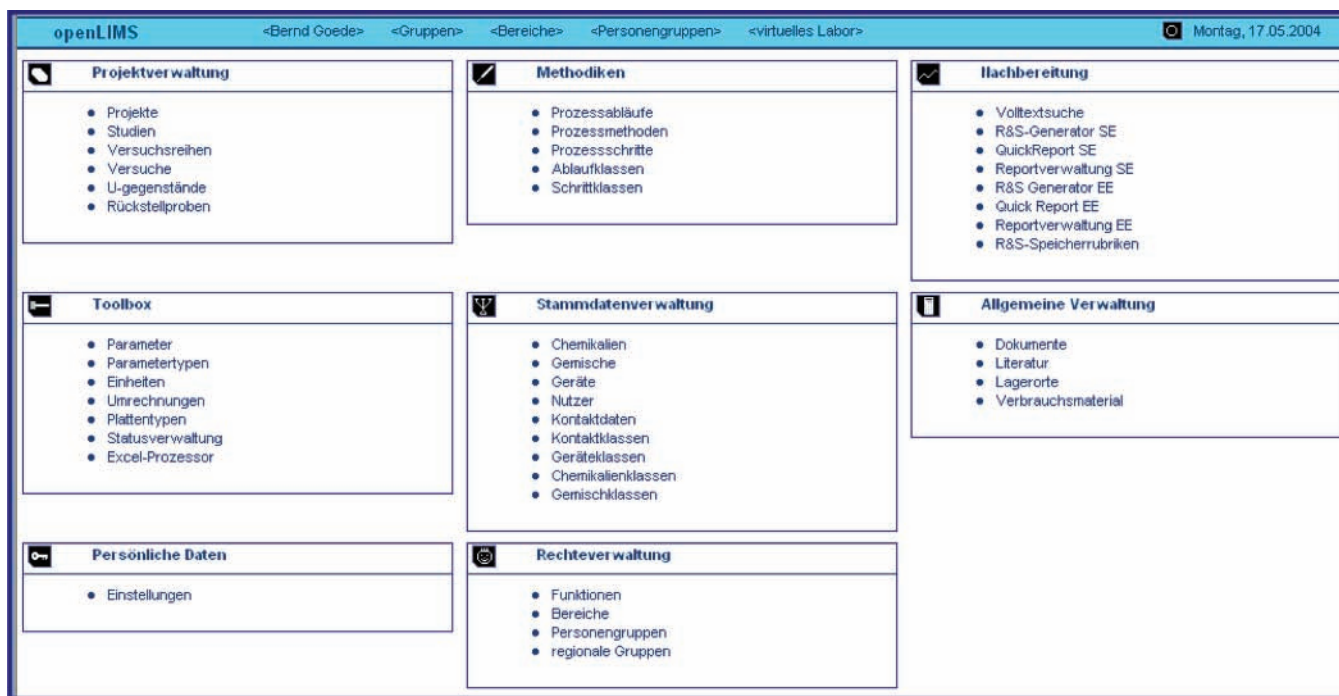 openLIMS <Bernd Goede> <Gruppen> <Bereiche> <Personengruppen> <virtuelles Labor> Montag, 17.05.2004
Projektverwaltung
Projekte
Studien
Versuchsreihen
Versuche
U-gegenstände
Rückstellproben
Methodiken
Prozessabläufe
Prozessmethoden
Prozessschritte
Ablaufklassen
Schrittklassen
Nachbereitung
Volltextsuche
R&S-Generator SE
QuickReport SE
Reportverwaltung SE
R&S Generator EE
Quick Report EE
Reportverwaltung EE
R&S-Speicherrubriken
Toolbox
Parameter
Parametertypen
Einheiten
Umrechnungen
Plattentypen
Statusverwaltung
Excel-Prozessor
Stammdatenverwaltung
Chemikalien
Gemische
Geräte
Nutzer
Kontaktdaten
Kontaktklassen
Geräteklassen
Chemikalienklassen
Gemischklassen
Allgemeine Verwaltung
Dokumente
Literatur
Lagerorte
Verbrauchsmaterial
Persönliche Daten
Einstellungen
Rechteverwaltung
Funktionen
Bereiche
Personengruppen
regionale Gruppen